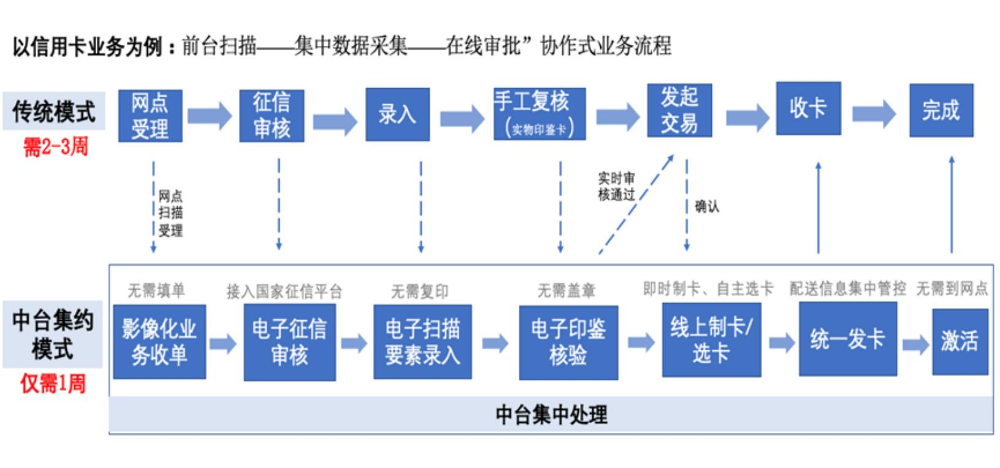 以信用卡业务为例：前台扫描——集中数据采集——在线审批”协作式业务流程
传统模式
需2-3周
网点
受理
征信
审核
录入
手工复核
（实物印鉴卡）
发起
交易
收卡
完成
网点
扫描
受理
实时审
核通过
确认
中台集约
模式
仅需1周
无需填单
接入国家征信平台
无需复印
无需盖章
即时制卡、自主选卡
配送信息集中管控
无需到网点
影像化业
务收单
电子征信
审核
电子扫描
要素录入
电子印鉴
核验
线上制卡/
选卡
统一发卡
激活
中台集中处理